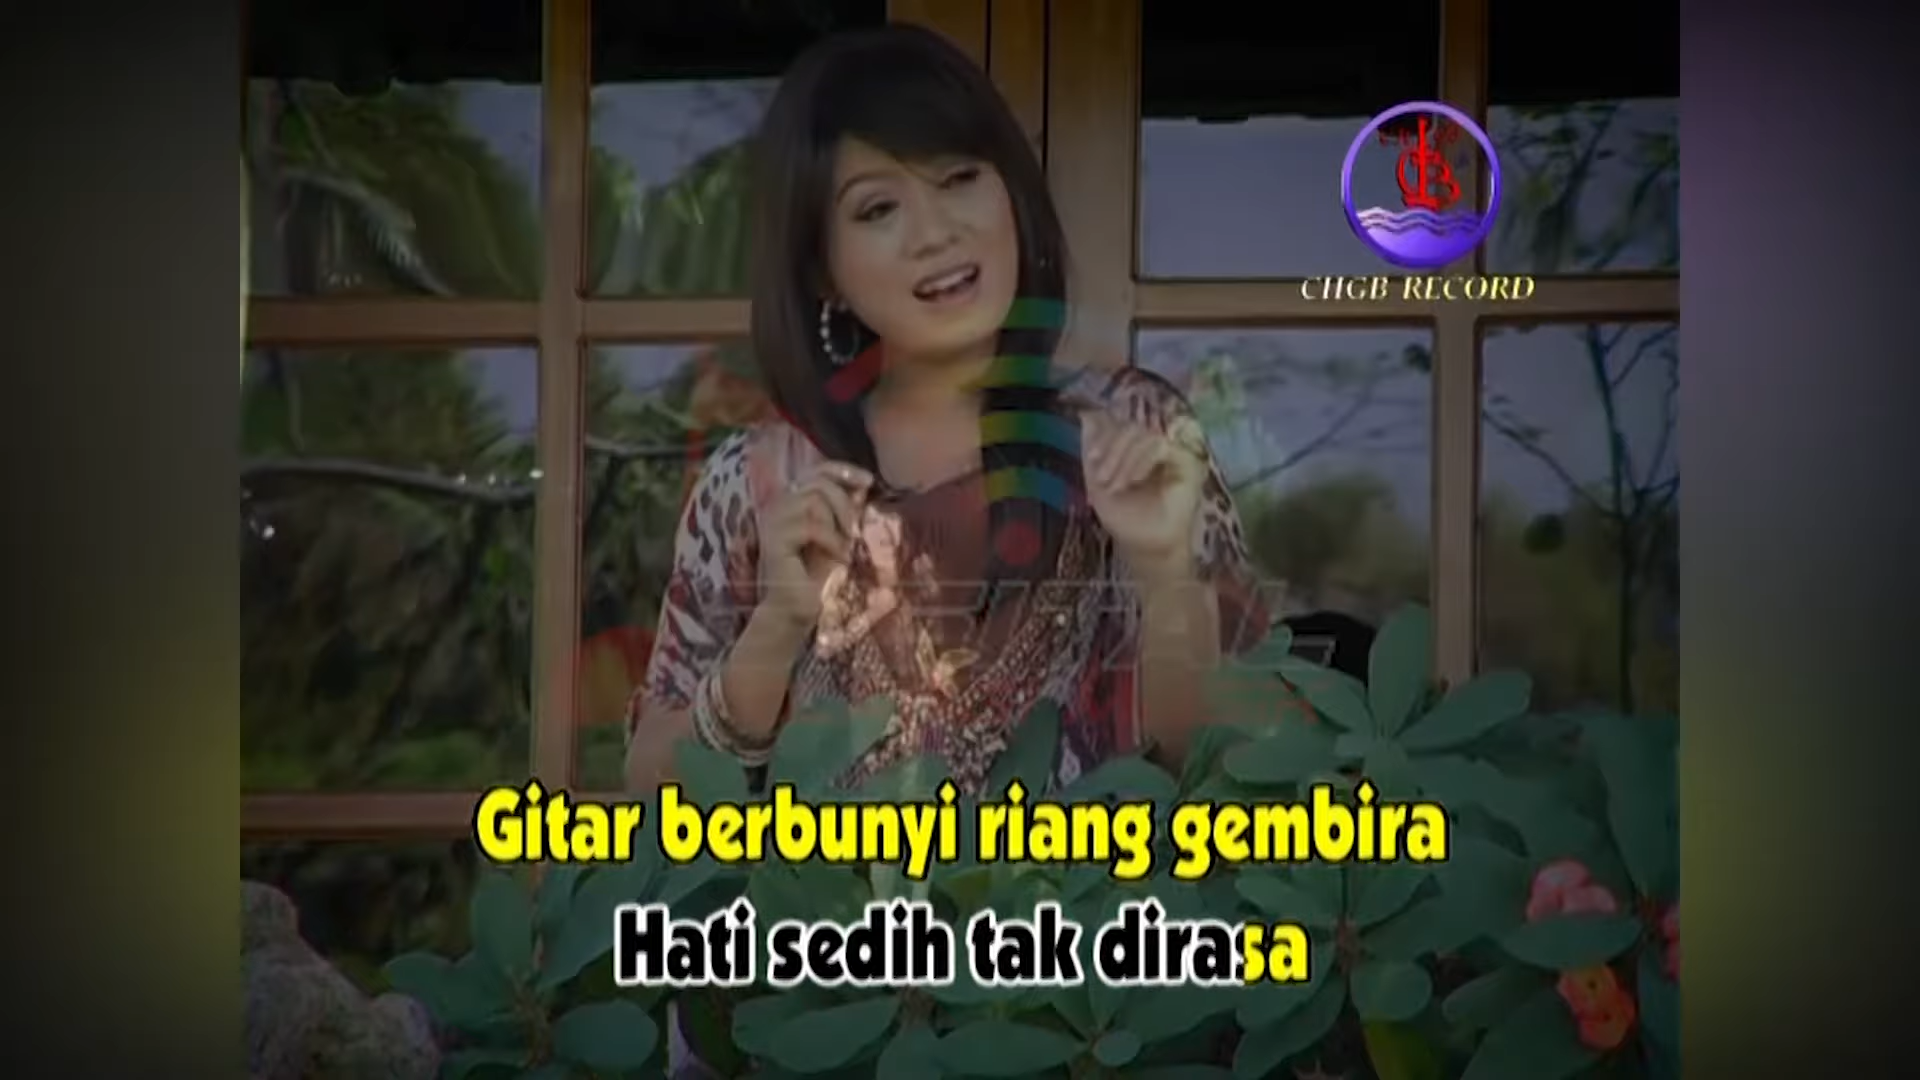 CHGB RECORD
Gitar berbunyi riang gembira
Hati sedih tak dirasa